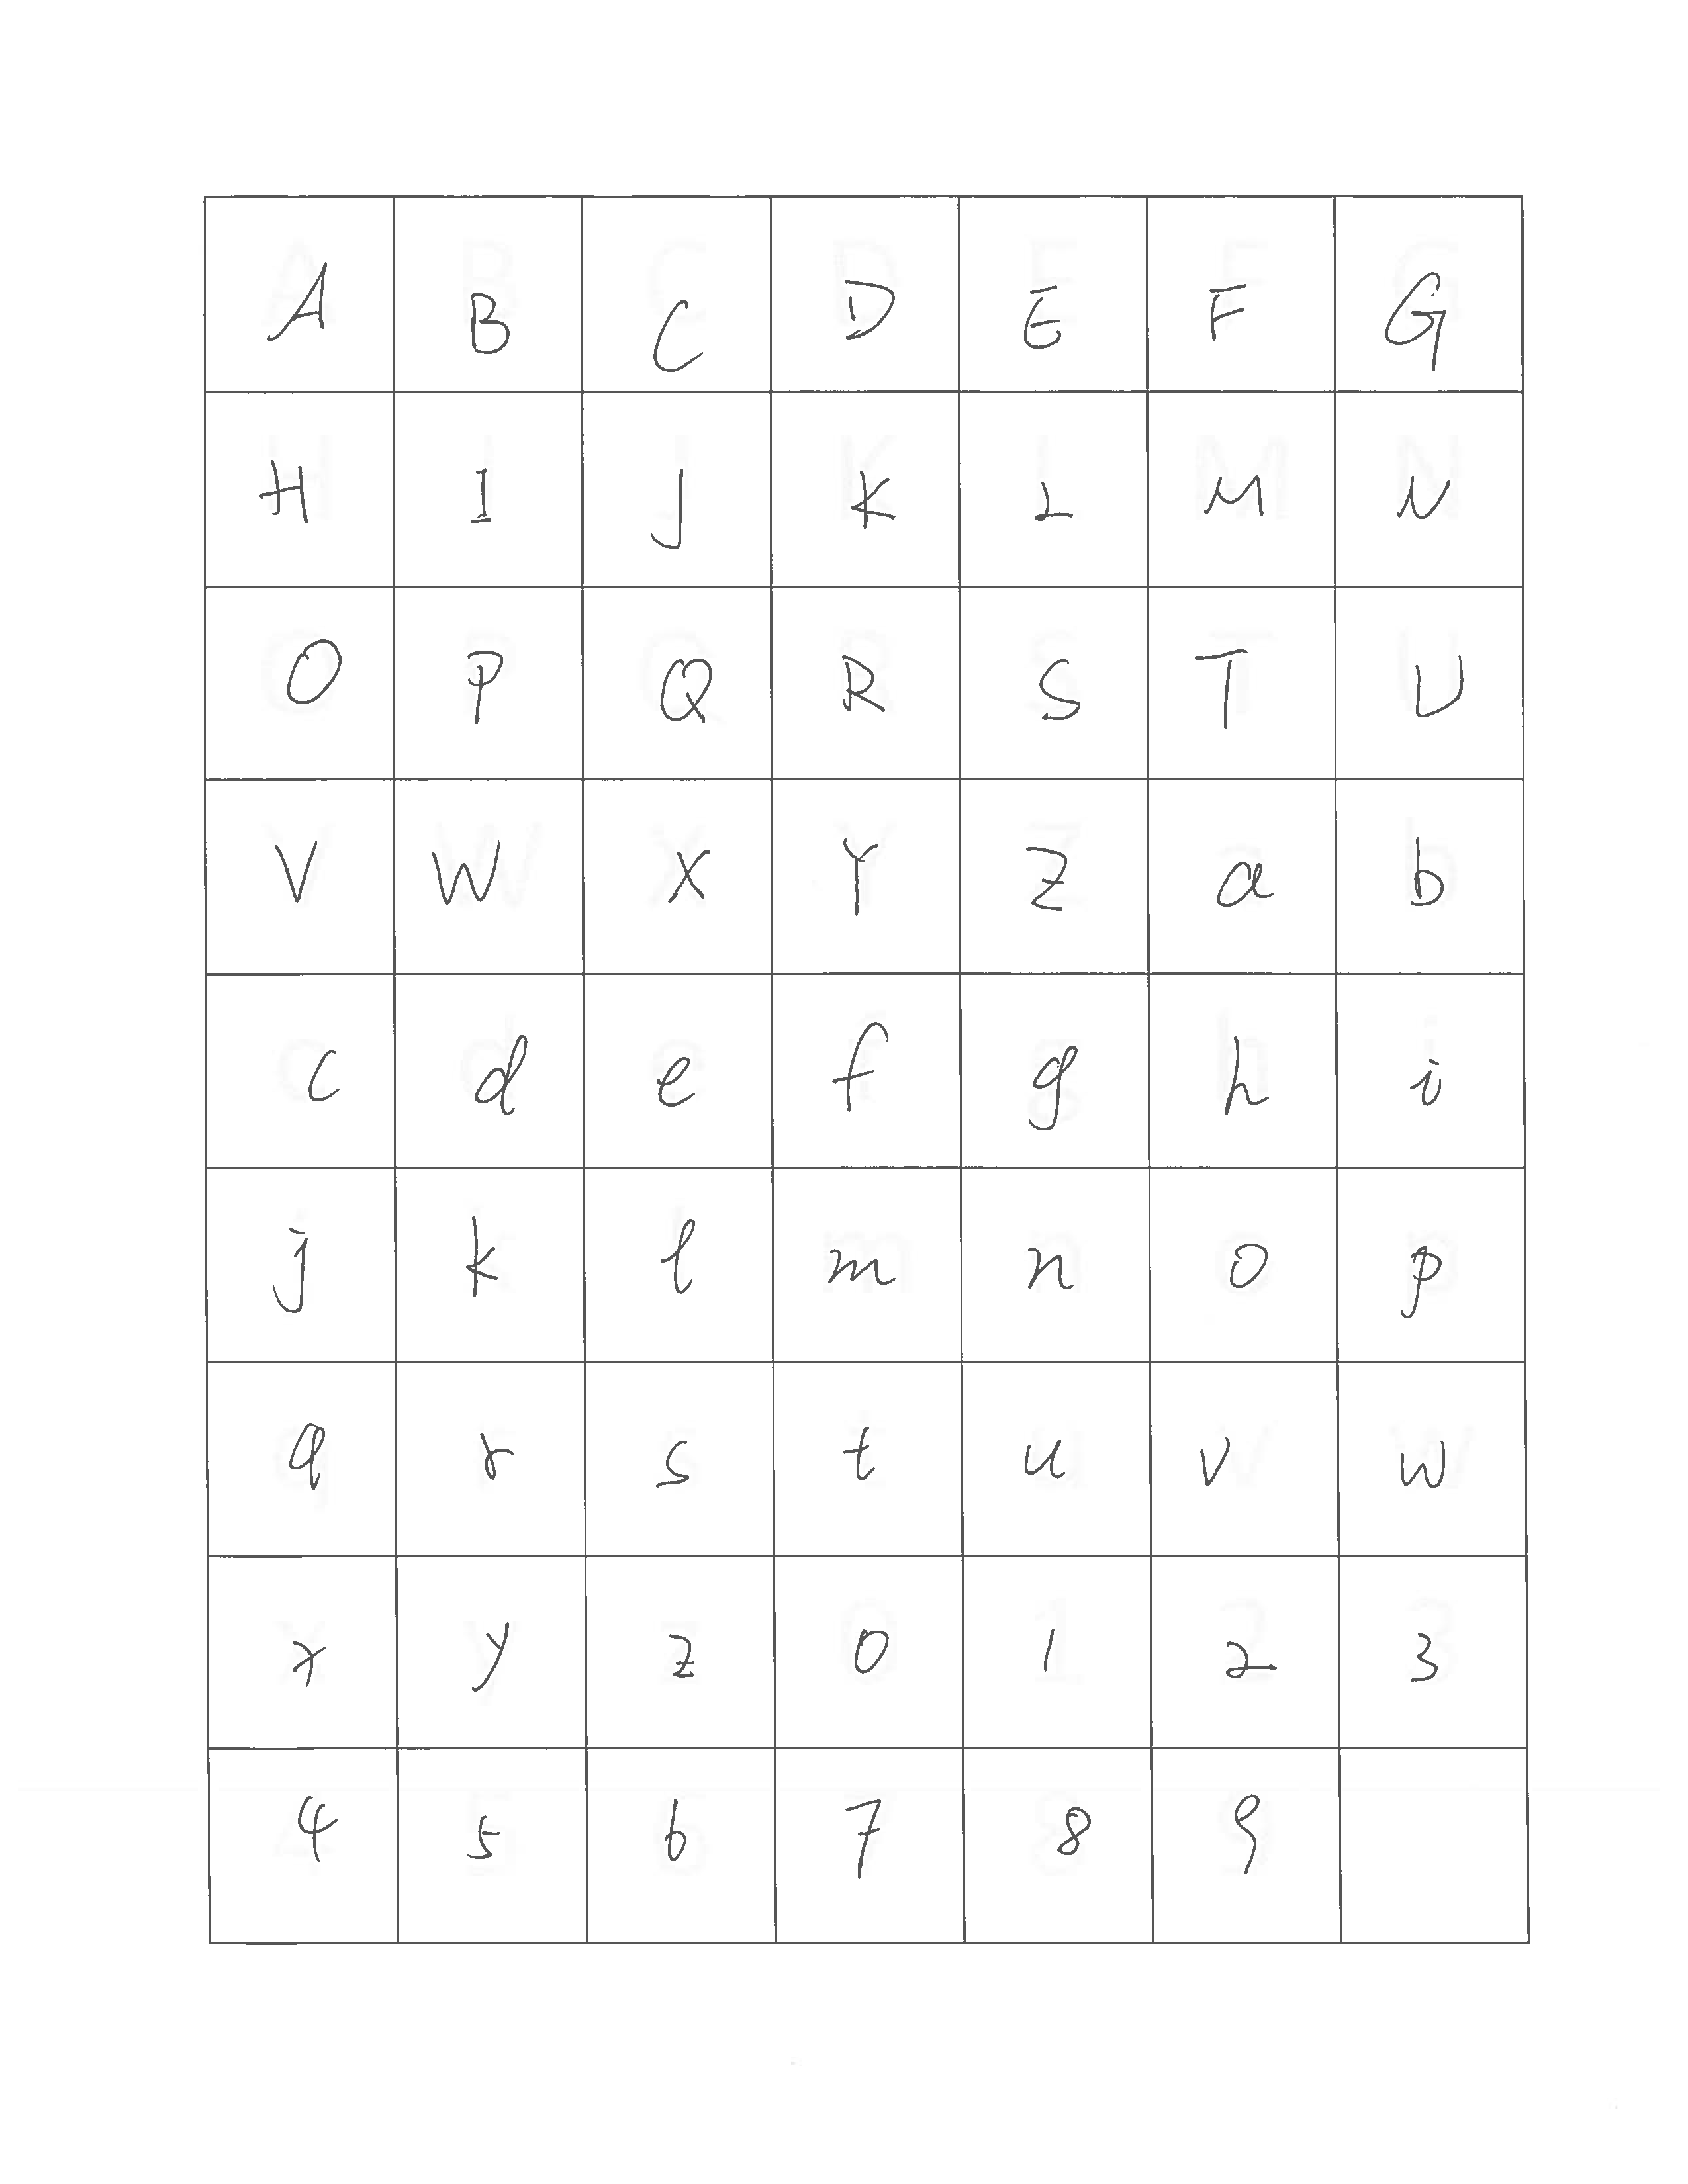 A B C D E F G
H I J K L M N
O P Q R S T U
V W X Y Z a b
c d e f g h i
j k l m n o p
q r s t u v w
x y z 0 1 2 3
4 5 6 7 8 9